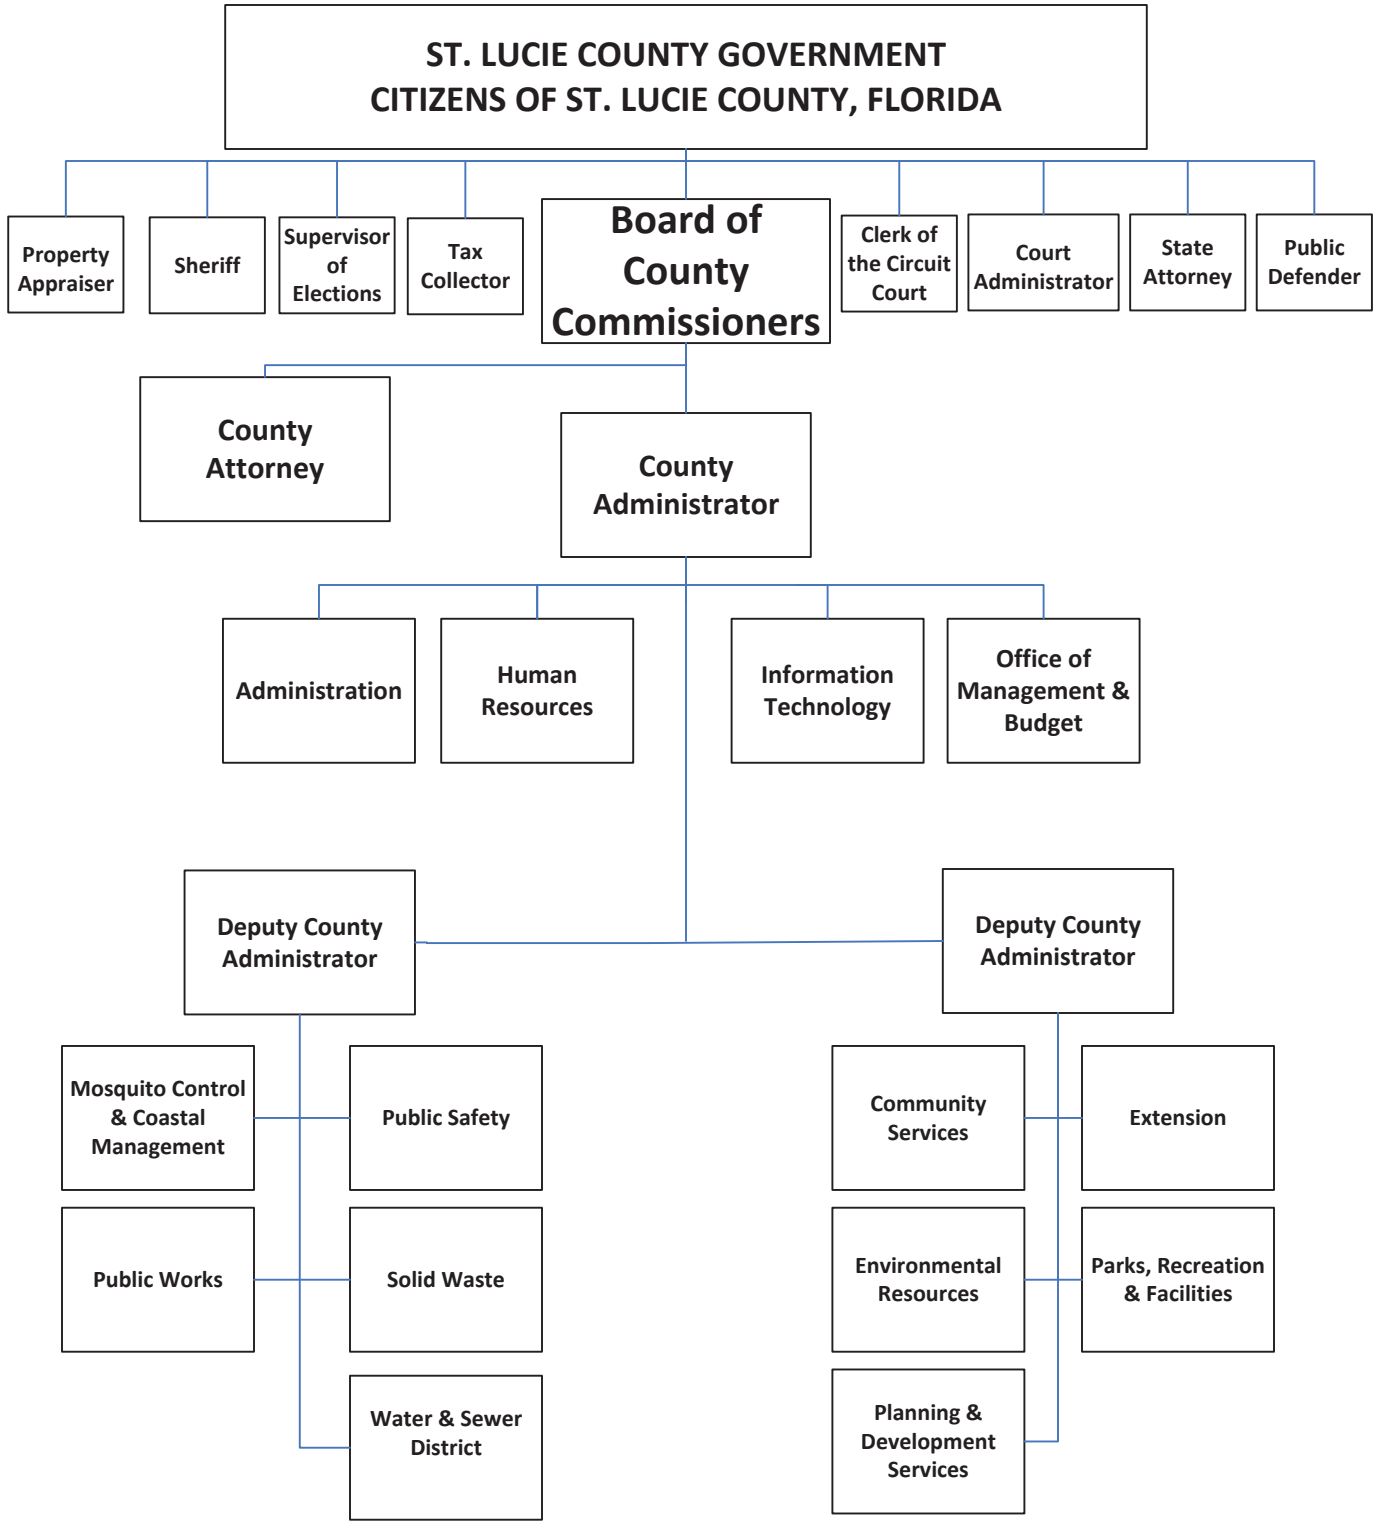 ST. LUCIE COUNTY GOVERNMENT
CITIZENS OF ST. LUCIE COUNTY, FLORIDA
Property
Appraiser
Sheriff
Supervisor
of
Elections
Tax
Collector
Board of
County
Commissioners
Clerk of
the Circuit
Court
Court
Administrator
State
Attorney
Public
Defender
County
Attorney
County
Administrator
Administration
Human
Resources
Information
Technology
Office of
Management &
Budget
Deputy County
Administrator
Deputy County
Administrator
Mosquito Control
& Coastal
Management
Public Safety
Community
Services
Extension
Public Works
Solid Waste
Environmental
Resources
Parks, Recreation
& Facilities
Water & Sewer
District
Planning &
Development
Services